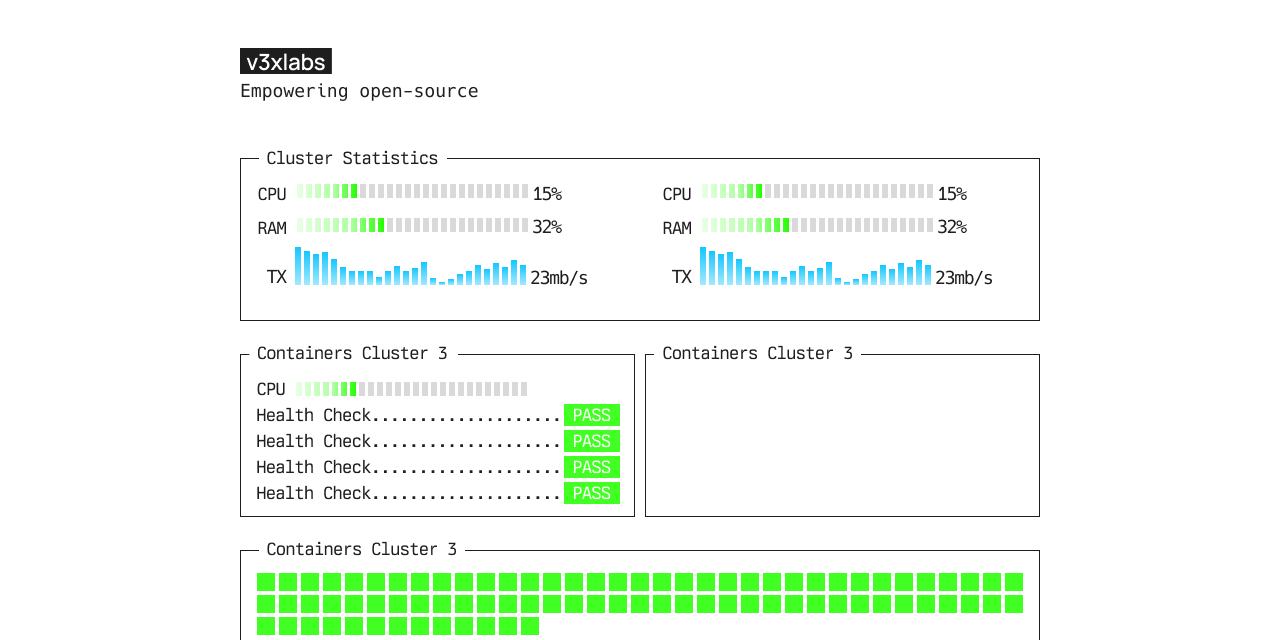 v3xlabs
Empowering open-source
Cluster Statistics
CPU 15% CPU 15%
RAM 32% RAM 32%
TX 23mb/s TX 23mb/s
Containers Cluster 3 Containers Cluster 3
CPU
Health Check.................... PASS
Health Check.................... PASS
Health Check.................... PASS
Health Check.................... PASS
Containers Cluster 3